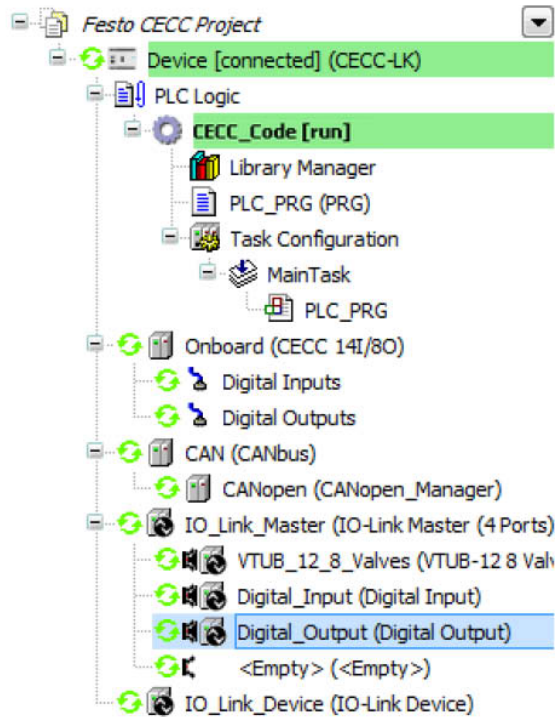 Festo CECC Project
Device [connected] (CECC-LK)
PLC Logic
CECC_Code [run]
Library Manager
PLC_PRG (PRG)
Task Configuration
MainTask
PLC_PRG
Onboard (CECC 14I/8O)
Digital Inputs
Digital Outputs
CAN (CANbus)
CANopen (CANopen_Manager)
IO_Link_Master (IO-Link Master (4 Ports)
VTUB_12_8_Valves (VTUB-12 8 Valv
Digital_Input (Digital Input)
Digital_Output (Digital Output)
<Empty> (<Empty>)
IO_Link_Device (IO-Link Device)